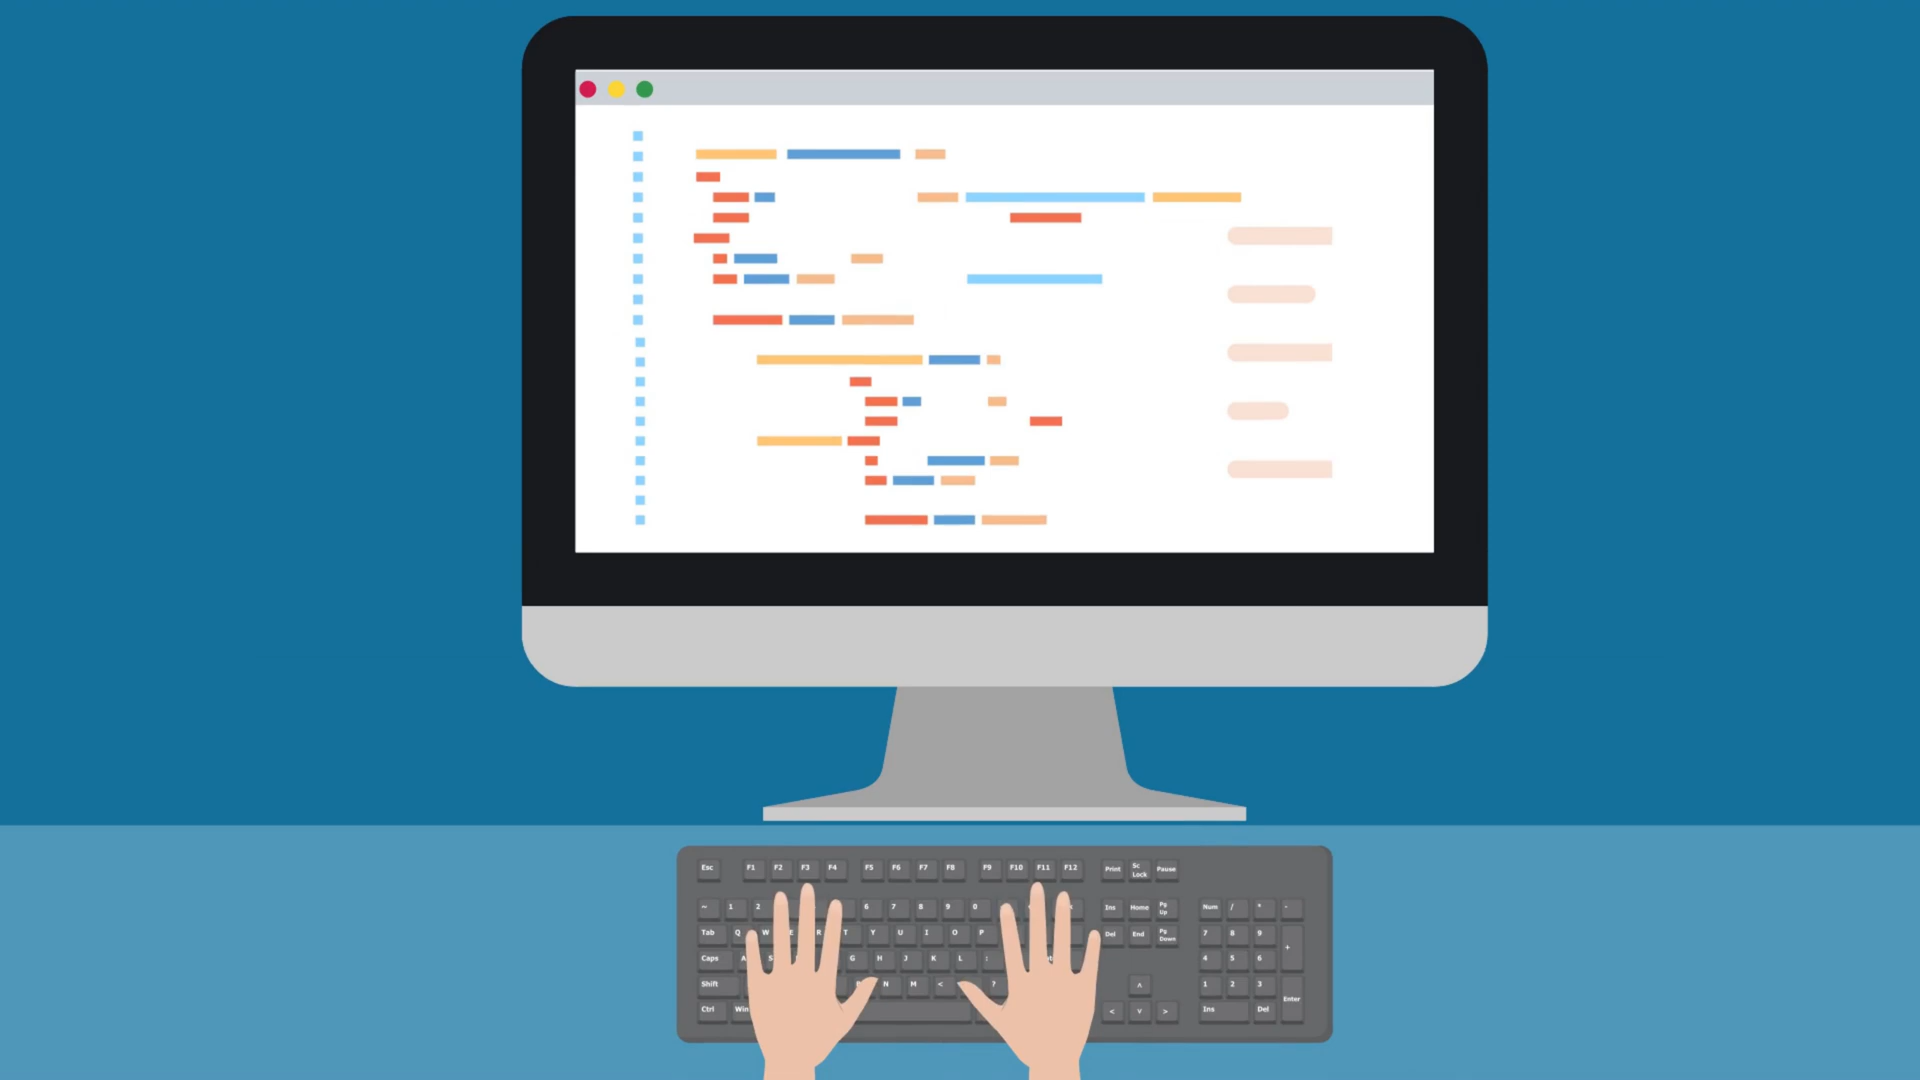 Esc F1 F2 F3 F4 F5 F6 F7 F8 F9 F10 F11 F12 Print Sc Lock Pause
~ 1 2 6 7 8 9 0 Ins Home Pg Up Num / * -
Tab Q W E R T Y U I O P Del End Pg Down 7 8 9 +
Caps A S G H J K L : 4 5 6
Shift N M < ? ʌ 1 2 3 Enter
Ctrl Win < v > Ins Del